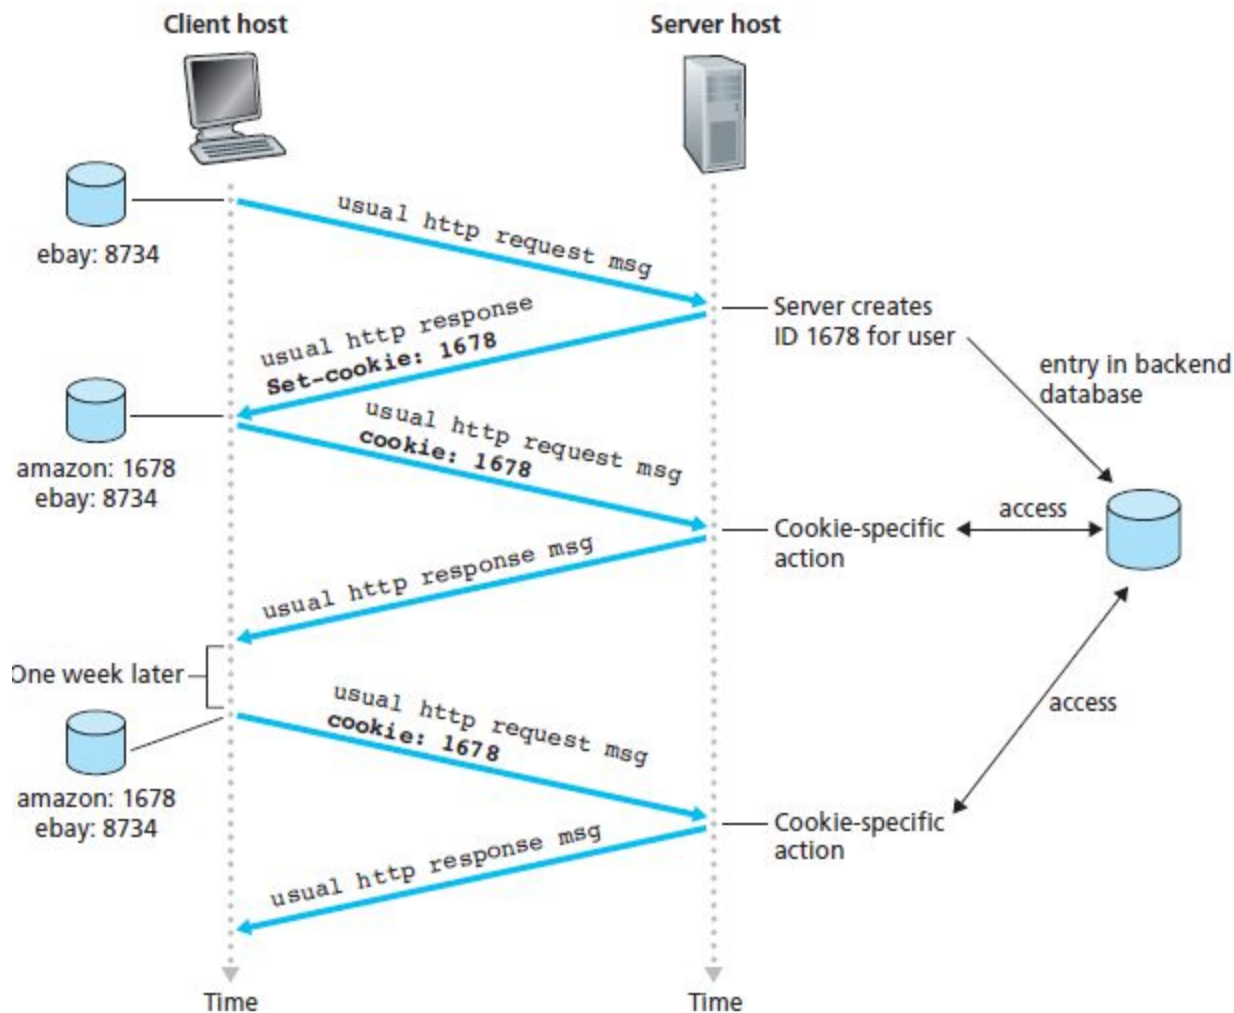 Client host
Server host
usual http request msg
ebay: 8734
Server creates
ID 1678 for user
usual http response
Set-cookie: 1678
entry in backend
database
usual http request msg
cookie: 1678
amazon: 1678
ebay: 8734
access
Cookie-specific
action
usual http response msg
One week later
usual http request msg
cookie: 1678
access
amazon: 1678
ebay: 8734
Cookie-specific
action
usual http response msg
Time
Time